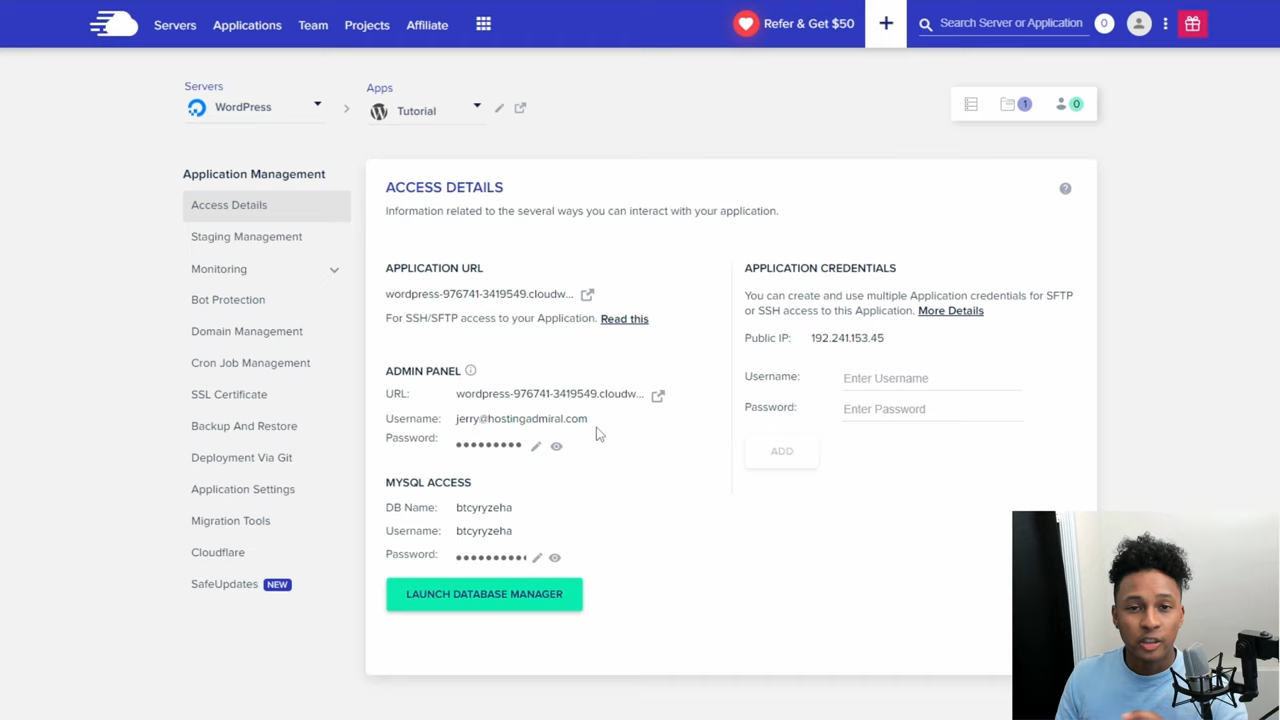 Servers Applications Team Projects Affiliate Refer & Get $50 + Search Server or Application 0
Servers
WordPress
Apps
Tutorial
1 0
Application Management
Access Details
Staging Management
Monitoring
Bot Protection
Domain Management
Cron Job Management
SSL Certificate
Backup And Restore
Deployment Via Git
Application Settings
Migration Tools
Cloudflare
SafeUpdates NEW
ACCESS DETAILS
Information related to the several ways you can interact with your application.
APPLICATION URL
wordpress-976741-3419549.cloudw...
For SSH/SFTP access to your Application. Read this
ADMIN PANEL
URL: wordpress-976741-3419549.cloudw...
Username: jerry@hostingadmiral.com
Password: •••••••••
MYSQL ACCESS
DB Name: btcyryzeha
Username: btcyryzeha
Password: ••••••••••
LAUNCH DATABASE MANAGER
APPLICATION CREDENTIALS
You can create and use multiple Application credentials for SFTP
or SSH access to this Application. More Details
Public IP: 192.241.153.45
Username: Enter Username
Password: Enter Password
ADD